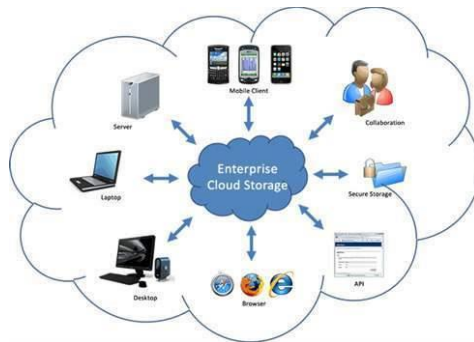 Mobile Client
Server
Collaboration
Enterprise
Cloud Storage
Laptop
Secure Storage
Desktop
Browser
API